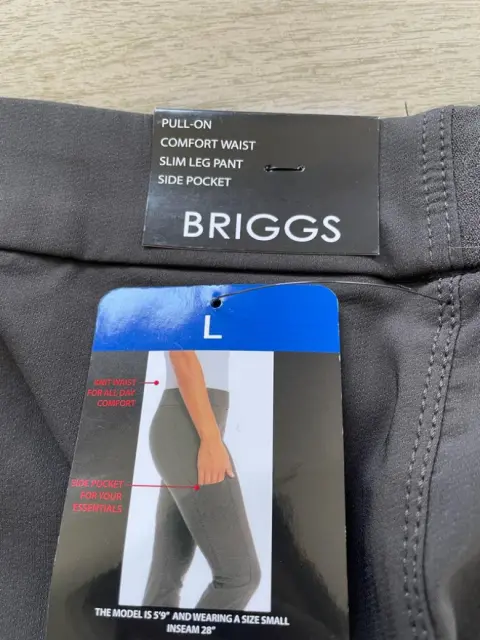 PULL-ON
COMFORT WAIST
SLIM LEG PANT
SIDE POCKET
BRIGGS
L
KNIT WAIST
FOR ALL DAY
COMFORT
SIDE POCKET
FOR YOUR
ESSENTIALS
THE MODEL IS 5'9" AND WEARING A SIZE SMALL
INSEAM 28"